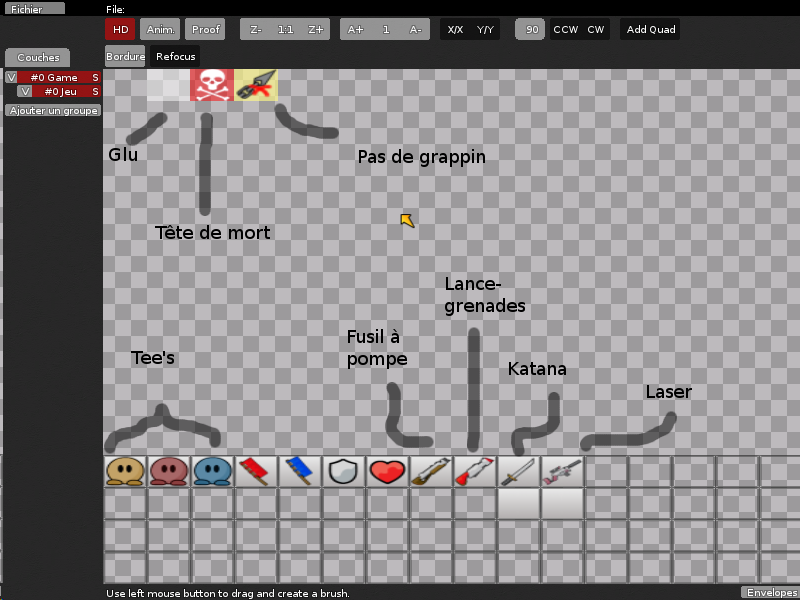 Fichier
File:
HD Anim. Proof Z- 1:1 Z+ A+ 1 A- X/X Y/Y 90 CCW CW Add Quad
Couches
Bordure Refocus
V #0 Game S
V #0 Jeu S
Ajouter un groupe
Glu
Pas de grappin
Tête de mort
Lance-
grenades
Fusil à
pompe
Tee's
Katana
Laser
Use left mouse button to drag and create a brush.
Envelopes